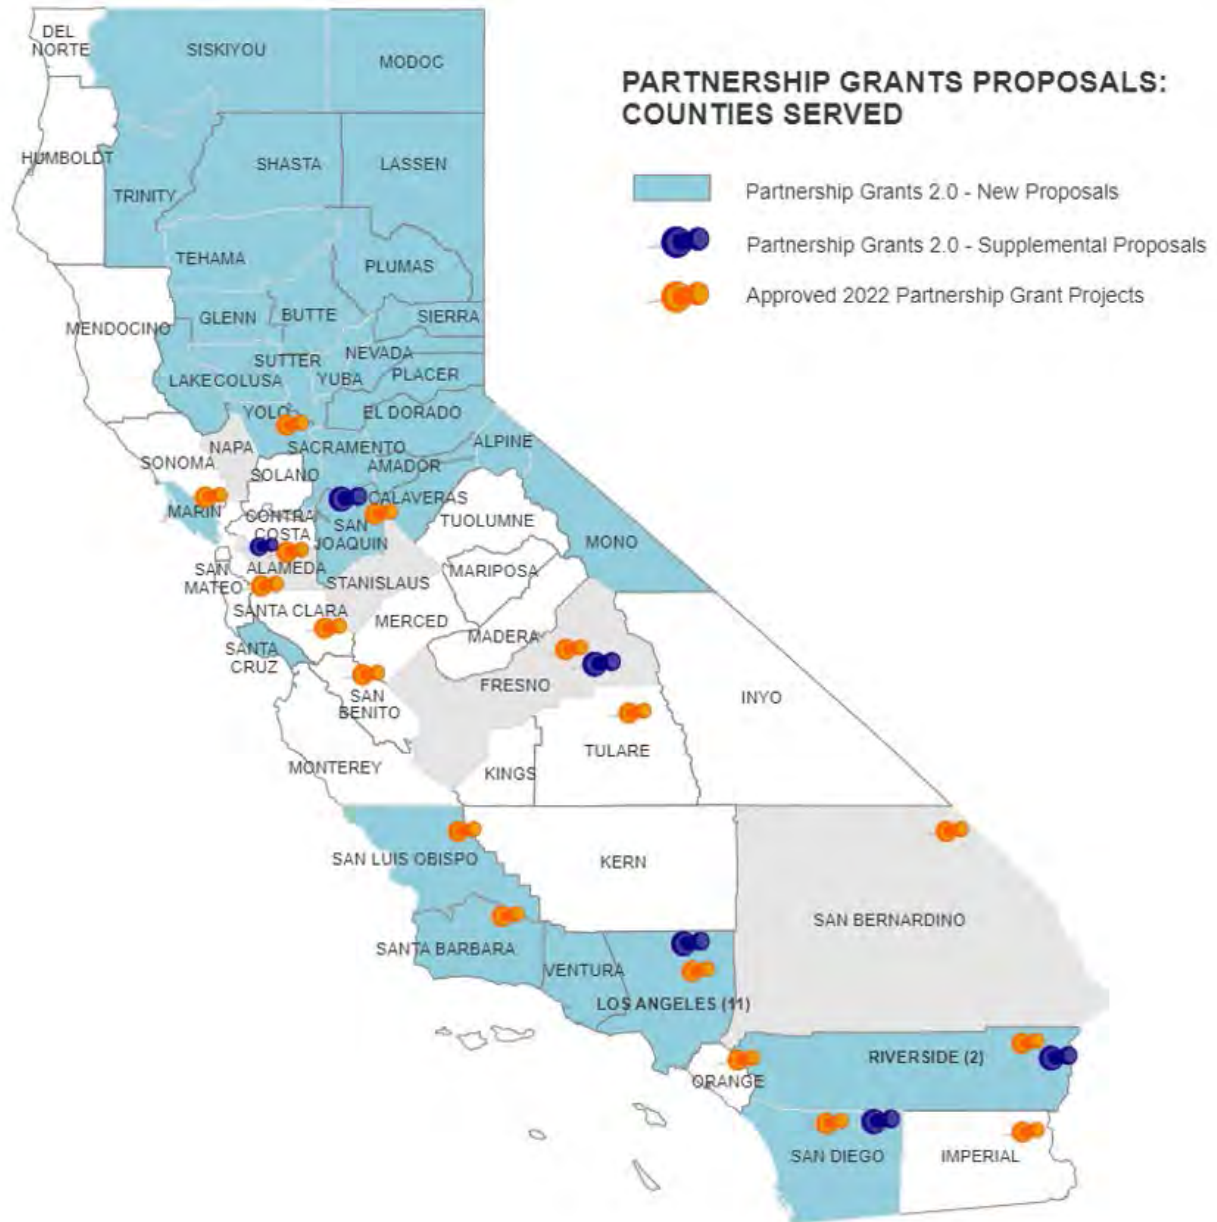 DEL
NORTE
SISKIYOU
MODOC
PARTNERSHIP GRANTS PROPOSALS:
COUNTIES SERVED
HUMBOLDT
SHASTA
LASSEN
TRINITY
Partnership Grants 2.0 - New Proposals
Partnership Grants 2.0 - Supplemental Proposals
Approved 2022 Partnership Grant Projects
TEHAMA
PLUMAS
MENDOCINO
GLENN
BUTTE
SIERRA
SUTTER
NEVADA
LAKE
COLUSA
YUBA
PLACER
YOLO
EL DORADO
NAPA
SACRAMENTO
ALPINE
SONOMA
SOLANO
AMADOR
MARIN
CALAVERAS
CONTRA
COSTA
SAN
JOAQUIN
TUOLUMNE
MONO
SAN
MATEO
ALAMEDA
STANISLAUS
MARIPOSA
SANTA CLARA
MERCED
MADERA
SANTA
CRUZ
SAN
BENITO
FRESNO
INYO
MONTEREY
KINGS
TULARE
SAN LUIS OBISPO
KERN
SAN BERNARDINO
SANTA BARBARA
VENTURA
LOS ANGELES (11)
RIVERSIDE (2)
ORANGE
SAN DIEGO
IMPERIAL